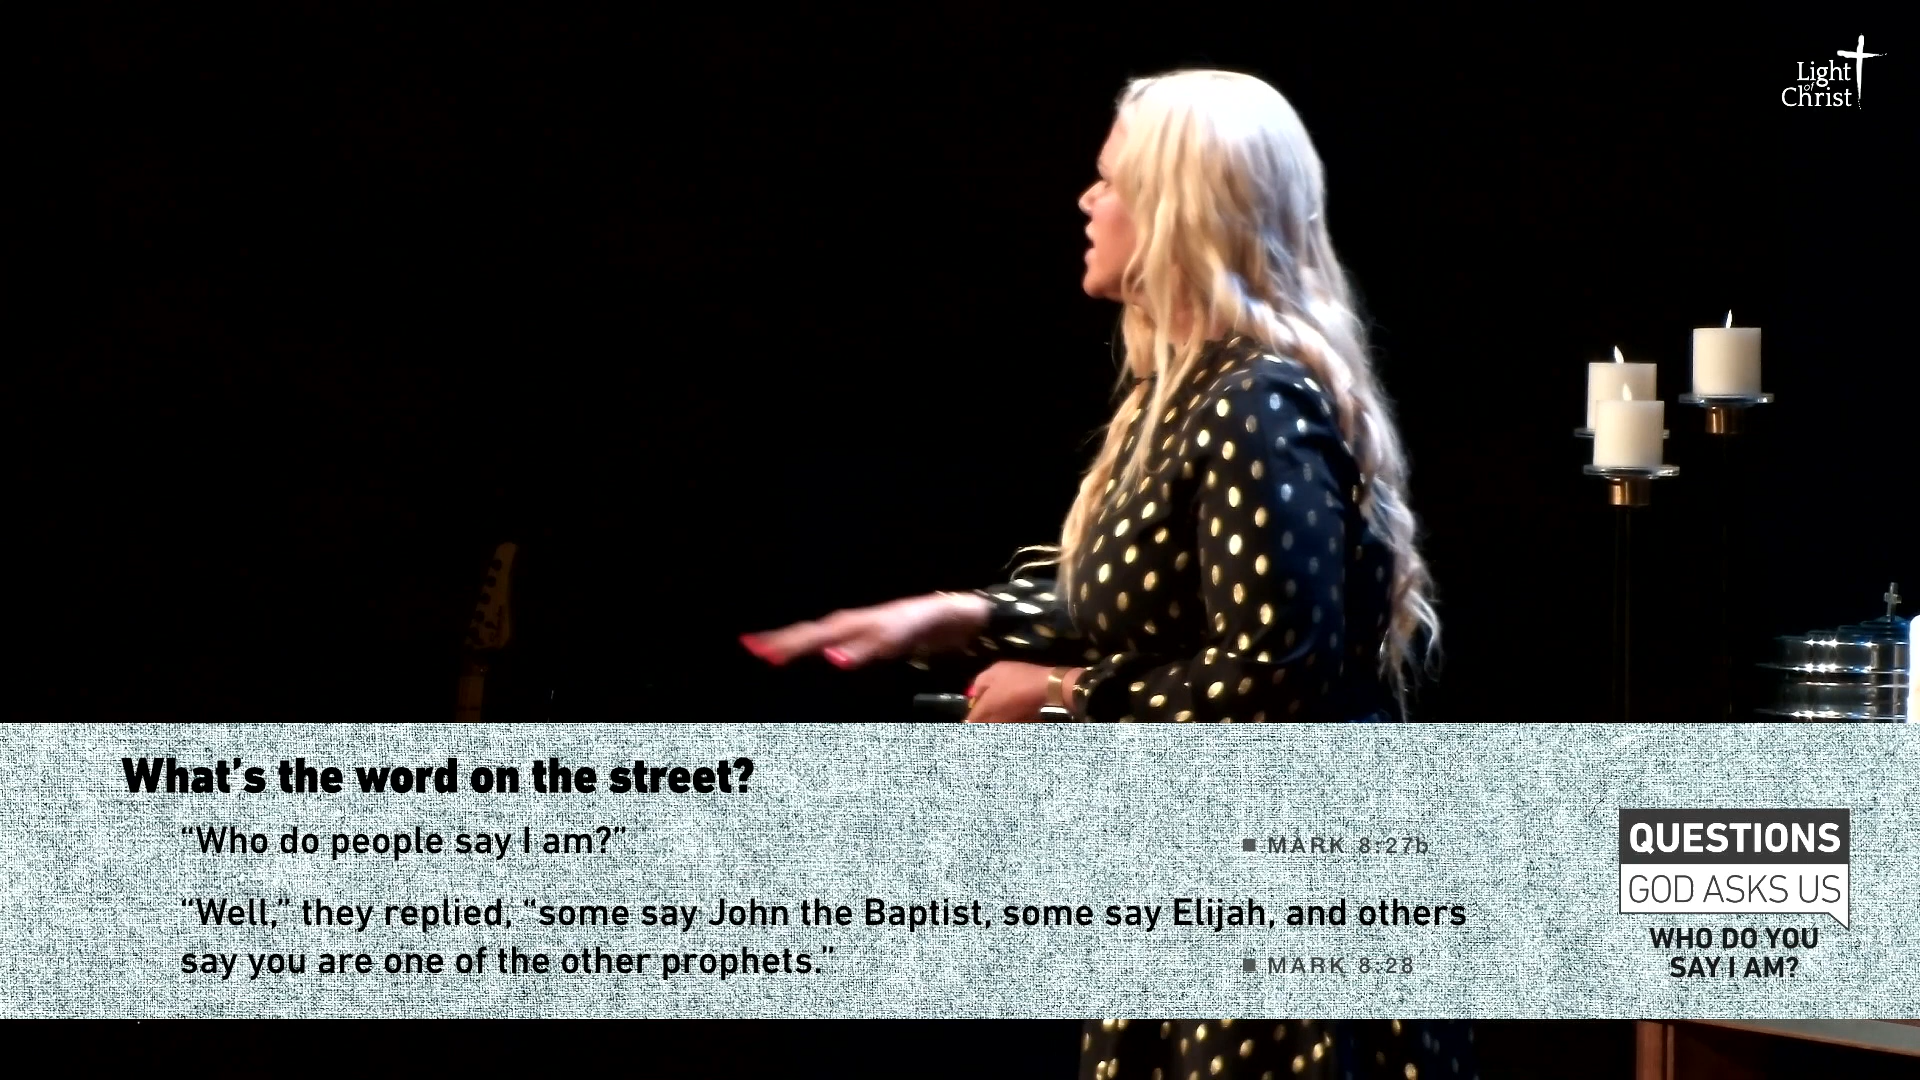 Light
of
Christ
What’s the word on the street?
“Who do people say I am?”
■ MARK 8:27b
“Well,” they replied, “some say John the Baptist, some say Elijah, and others
say you are one of the other prophets.”
■ MARK 8:28
QUESTIONS
GOD ASKS US
WHO DO YOU
SAY I AM?